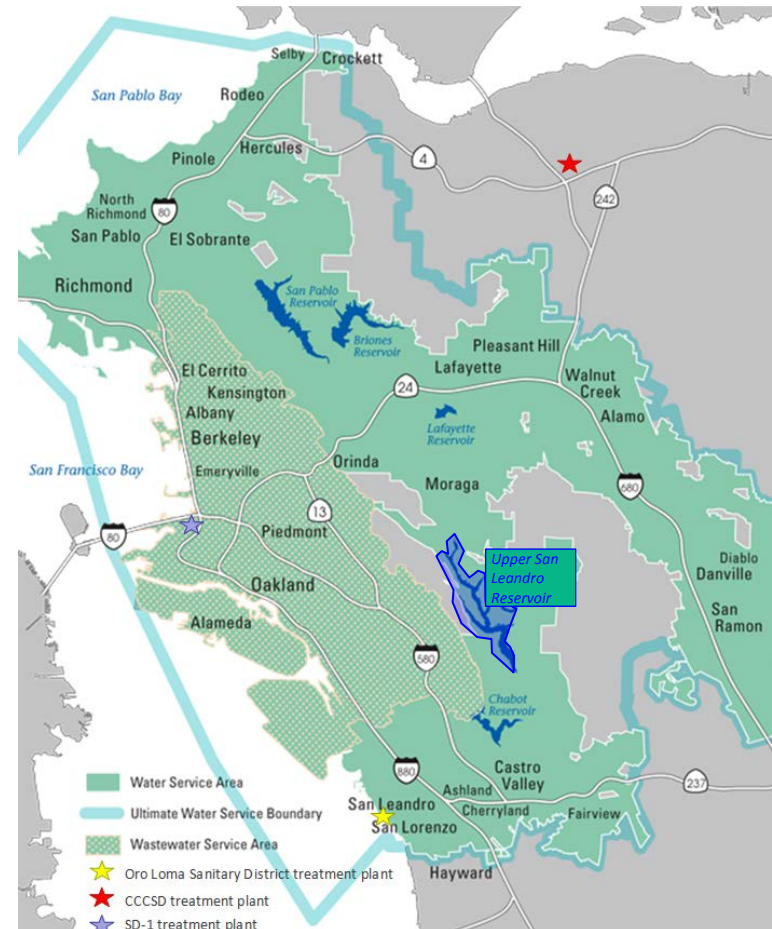 Selby
Crockett
San Pablo Bay
Rodeo
Hercules
4
Pinole
242
North
Richmond
80
San Pablo
El Sobrante
Richmond
San Pablo
Reservoir
Briones
Reservoir
Pleasant Hill
El Cerrito
Lafayette
Walnut
Creek
Kensington
24
Albany
Alamo
Berkeley
Lafayette
Reservoir
San Francisco Bay
Emeryville
Orinda
Moraga
680
13
80
Piedmont
Upper San
Leandro
Reservoir
Diablo
Danville
Oakland
San
Ramon
Alameda
580
Chabot
Reservoir
880
Castro
Valley
237
Water Service Area
Ashland
San Leandro
Cherryland
Fairview
Ultimate Water Service Boundary
San Lorenzo
Wastewater Service Area
Hayward
Oro Loma Sanitary District treatment plant
CCCSD treatment plant
SD-1 treatment plant